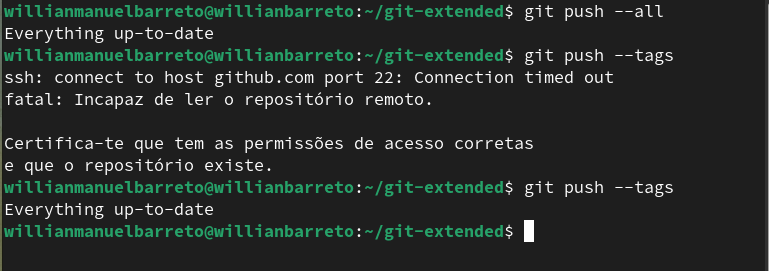 willianmanuelbarreto@willianbarreto:~/git-extended$ git push --all
Everything up-to-date
willianmanuelbarreto@willianbarreto:~/git-extended$ git push --tags
ssh: connect to host github.com port 22: Connection timed out
fatal: Incapaz de ler o repositório remoto.
Certifica-te que tem as permissões de acesso corretas
e que o repositório existe.
willianmanuelbarreto@willianbarreto:~/git-extended$ git push --tags
Everything up-to-date
willianmanuelbarreto@willianbarreto:~/git-extended$